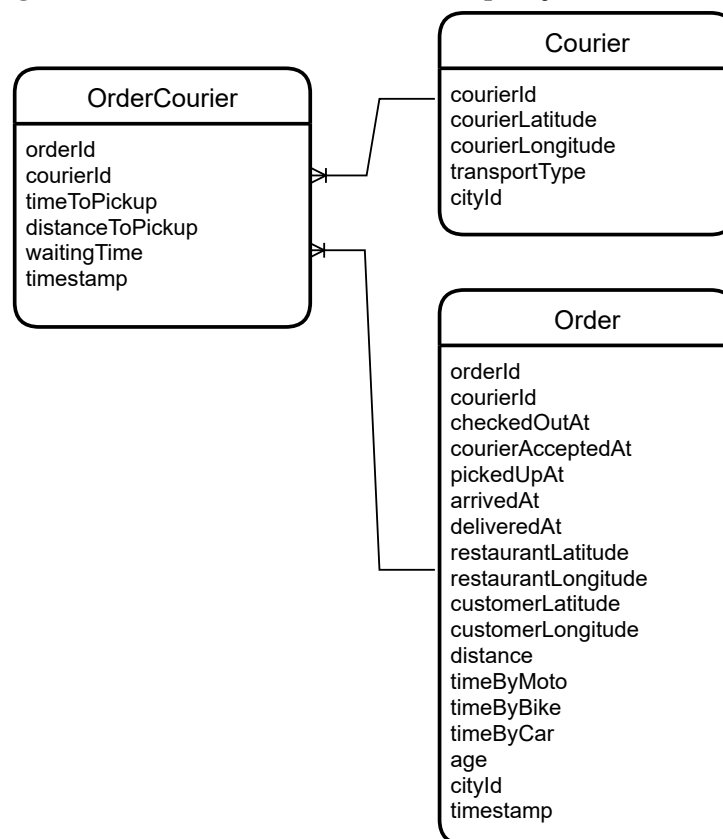 Courier
courierId
courierLatitude
courierLongitude
transportType
cityId
OrderCourier
orderId
courierId
timeToPickup
distanceToPickup
waitingTime
timestamp
Order
orderId
courierId
checkedOutAt
courierAcceptedAt
pickedUpAt
arrivedAt
deliveredAt
restaurantLatitude
restaurantLongitude
customerLatitude
customerLongitude
distance
timeByMoto
timeByBike
timeByCar
age
cityId
timestamp